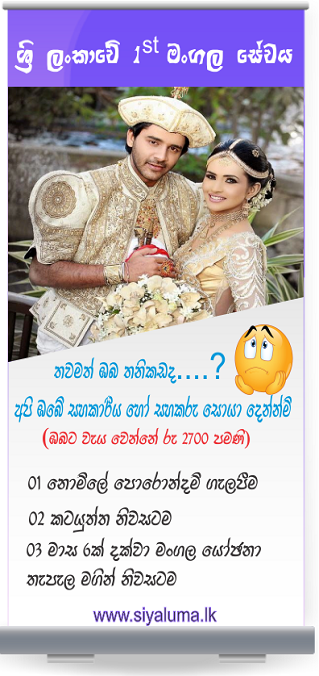 ශ්‍රි ලංකාවේ 1st මංගල සේවය
තවමත් ඔබ තනිකඩද....?
අපි ඔබේ සහකාරිය හෝ සහකරු සොයා දෙන්නම්
(ඔබට වැය වෙන්නේ රු 2700 පමණි)
01 නොමිලේ පොරොන්දම් ගැලපීම
02 කටයුත්ත නිවසටම
03 මාස 6ක් දක්වා මංගල යෝජනා
තැපැල මගින් නිවසටම
www.siyaluma.lk